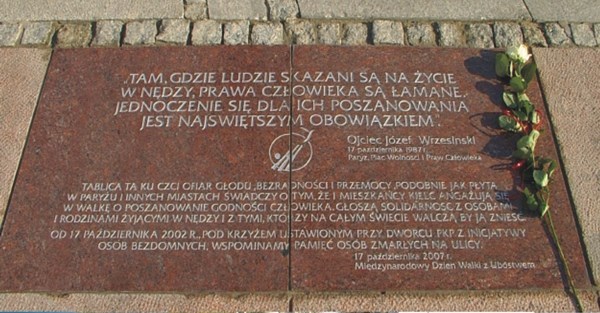 „TAM, GDZIE LUDZIE SKAZANI SĄ NA ŻYCIE
W NĘDZY, PRAWA CZŁOWIEKA SĄ ŁAMANE.
JEDNOCZENIE SIĘ DLA ICH POSZANOWANIA
JEST NAJŚWIĘTSZYM OBOWIĄZKIEM”.
Ojciec Józef Wrzesinski
17 października 1987 r.
Paryż, Plac Wolności i Praw Człowieka
TABLICA TA KU CZCI OFIAR GŁODU, BEZRADNOŚCI I PRZEMOCY, PODOBNIE JAK PŁYTA
W PARYŻU I INNYCH MIASTACH ŚWIADCZY O TYM, ŻE I MIESZKAŃCY KIELC ANGAŻUJĄ SIĘ
W WALKĘ O POSZANOWANIE GODNOŚCI CZŁOWIEKA, GŁOSZĄ SOLIDARNOŚĆ Z OSOBAMI
I RODZINAMI ŻYJĄCYMI W NĘDZY I Z TYMI, KTÓRZY NA CAŁYM ŚWIECIE WALCZĄ, BY JĄ ZNIEŚĆ.
OD 17 PAŹDZIERNIKA 2002 R., POD KRZYŻEM USTAWIONYM PRZY DWORCU PKP Z INICJATYWY
OSÓB BEZDOMNYCH, WSPOMINAMY PAMIĘĆ OSÓB ZMARŁYCH NA ULICY.
17 października 2007 r.
Międzynarodowy Dzień Walki z Ubóstwem